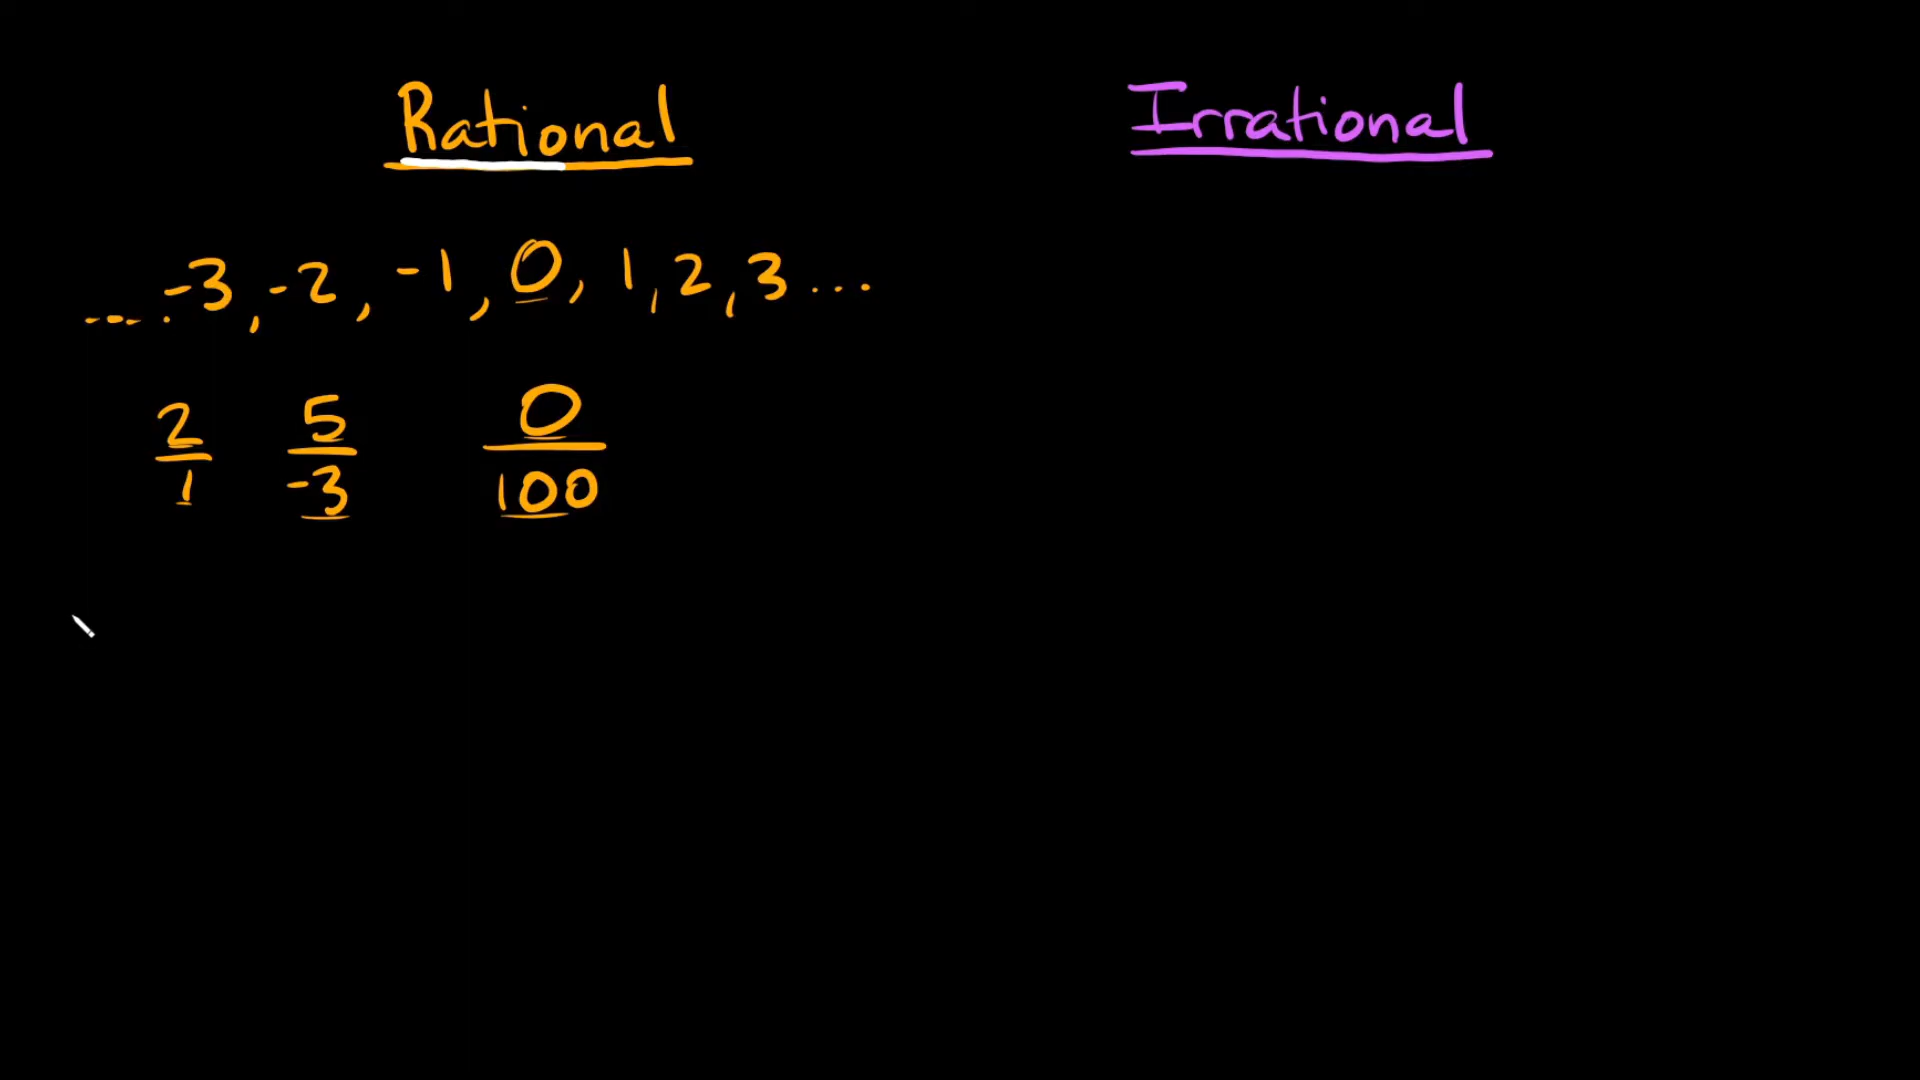 Rational Irrational
... . -3, -2, -1, 0, 1, 2, 3 ...
2/1 5/-3 0/100